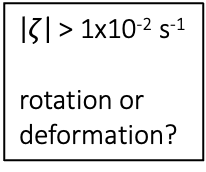 |ζ| > 1x10⁻² s⁻¹
rotation or
deformation?